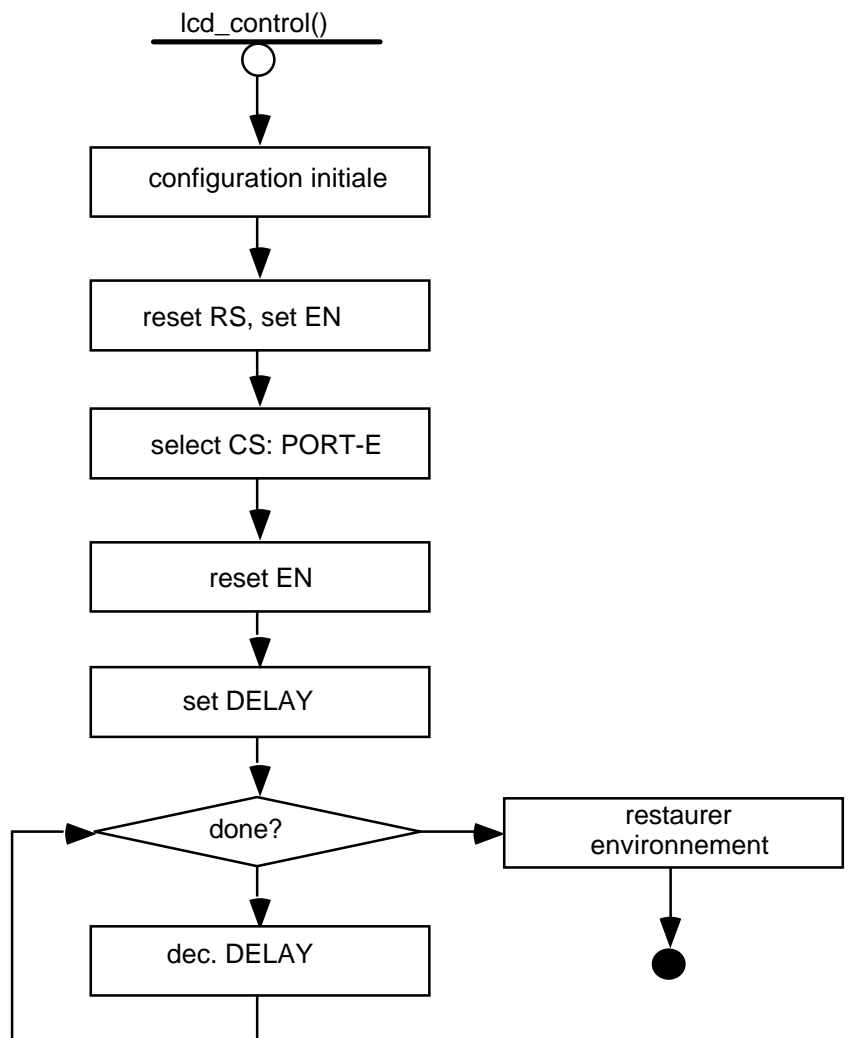 lcd_control()
configuration initiale
reset RS, set EN
select CS: PORT-E
reset EN
set DELAY
done?
restaurer
environnement
dec. DELAY